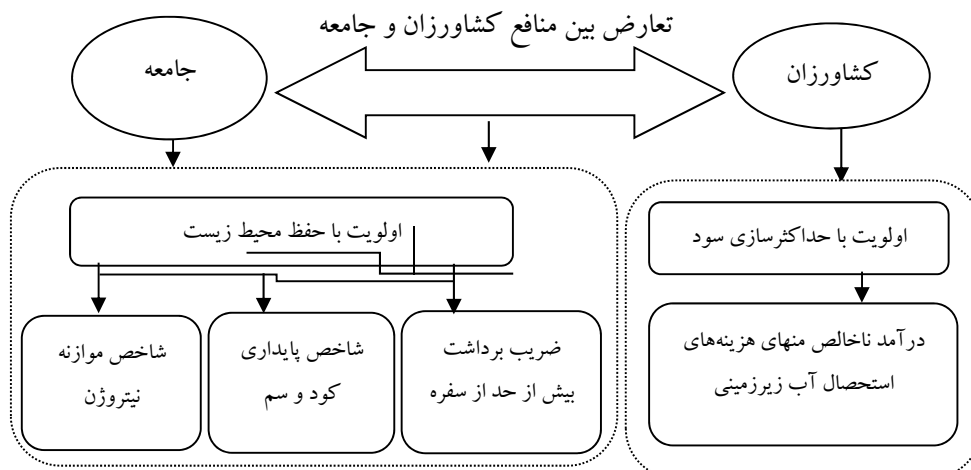 تعارض بین منافع کشاورزان و جامعه
کشاورزان
جامعه
اولویت با حداکثرسازی سود
درآمد ناخالص منهای هزینه‌های
استحصال آب زیرزمینی
اولویت با حفظ محیط زیست
ضریب برداشت
بیش از حد از سفره
شاخص پایداری
کود و سم
شاخص موازنه
نیتروژن